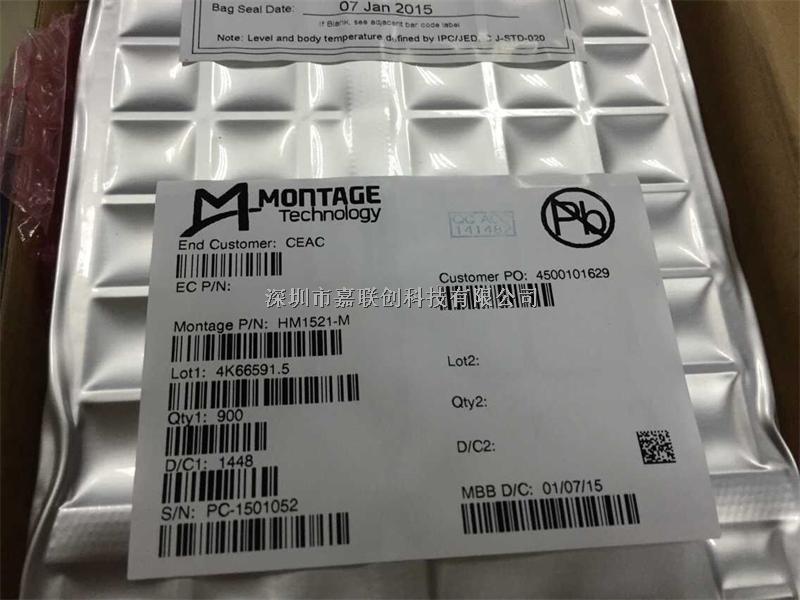 Bag Seal Date: 07 Jan 2015
If Blank, see adjacent bar code label
Note: Level and body temperature defined by IPC/JEDEC J-STD-020
MONTAGE
Technology
QC
14148
Pb
End Customer: CEAC
EC P/N:
Customer PO: 4500101629
深圳市嘉联创科技有限公司
Montage P/N: HM1521-M
Lot1: 4K66591.5
Lot2:
Qty1: 900
Qty2:
D/C1: 1448
D/C2:
S/N: PC-1501052
MBB D/C: 01/07/15